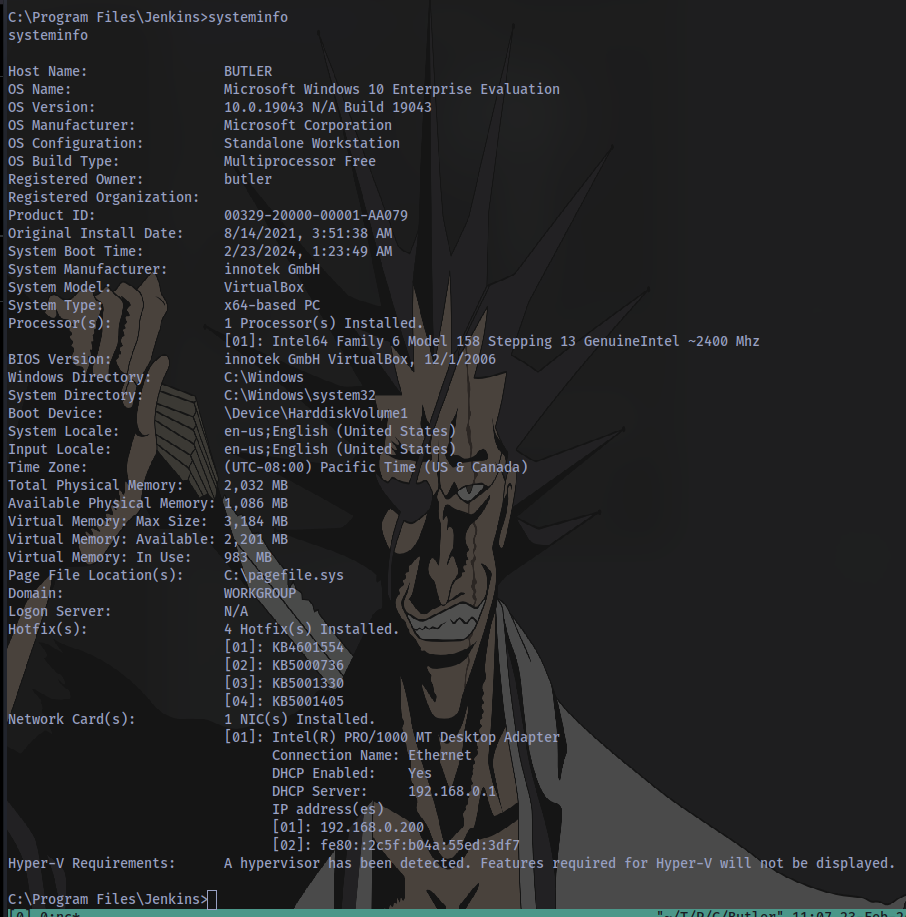 C:\Program Files\Jenkins>systeminfo
systeminfo
Host Name:                 BUTLER
OS Name:                   Microsoft Windows 10 Enterprise Evaluation
OS Version:                10.0.19043 N/A Build 19043
OS Manufacturer:           Microsoft Corporation
OS Configuration:          Standalone Workstation
OS Build Type:             Multiprocessor Free
Registered Owner:          butler
Registered Organization:
Product ID:                00329-20000-00001-AA079
Original Install Date:     8/14/2021, 3:51:38 AM
System Boot Time:          2/23/2024, 1:23:49 AM
System Manufacturer:       innotek GmbH
System Model:              VirtualBox
System Type:               x64-based PC
Processor(s):              1 Processor(s) Installed.
                           [01]: Intel64 Family 6 Model 158 Stepping 13 GenuineIntel ~2400 Mhz
BIOS Version:              innotek GmbH VirtualBox, 12/1/2006
Windows Directory:         C:\Windows
System Directory:          C:\Windows\system32
Boot Device:               \Device\HarddiskVolume1
System Locale:             en-us;English (United States)
Input Locale:              en-us;English (United States)
Time Zone:                 (UTC-08:00) Pacific Time (US & Canada)
Total Physical Memory:     2,032 MB
Available Physical Memory: 1,086 MB
Virtual Memory: Max Size:  3,184 MB
Virtual Memory: Available: 2,201 MB
Virtual Memory: In Use:    983 MB
Page File Location(s):     C:\pagefile.sys
Domain:                    WORKGROUP
Logon Server:              N/A
Hotfix(s):                 4 Hotfix(s) Installed.
                           [01]: KB4601554
                           [02]: KB5000736
                           [03]: KB5001330
                           [04]: KB5001405
Network Card(s):           1 NIC(s) Installed.
                           [01]: Intel(R) PRO/1000 MT Desktop Adapter
                                 Connection Name: Ethernet
                                 DHCP Enabled:    Yes
                                 DHCP Server:     192.168.0.1
                                 IP address(es)
                                 [01]: 192.168.0.200
                                 [02]: fe80::2c5f:b04a:55ed:3df7
Hyper-V Requirements:      A hypervisor has been detected. Features required for Hyper-V will not be displayed.
C:\Program Files\Jenkins>
[0] 0:nc* "~/T/P/C/Butler" 11:07 23-Feb-2